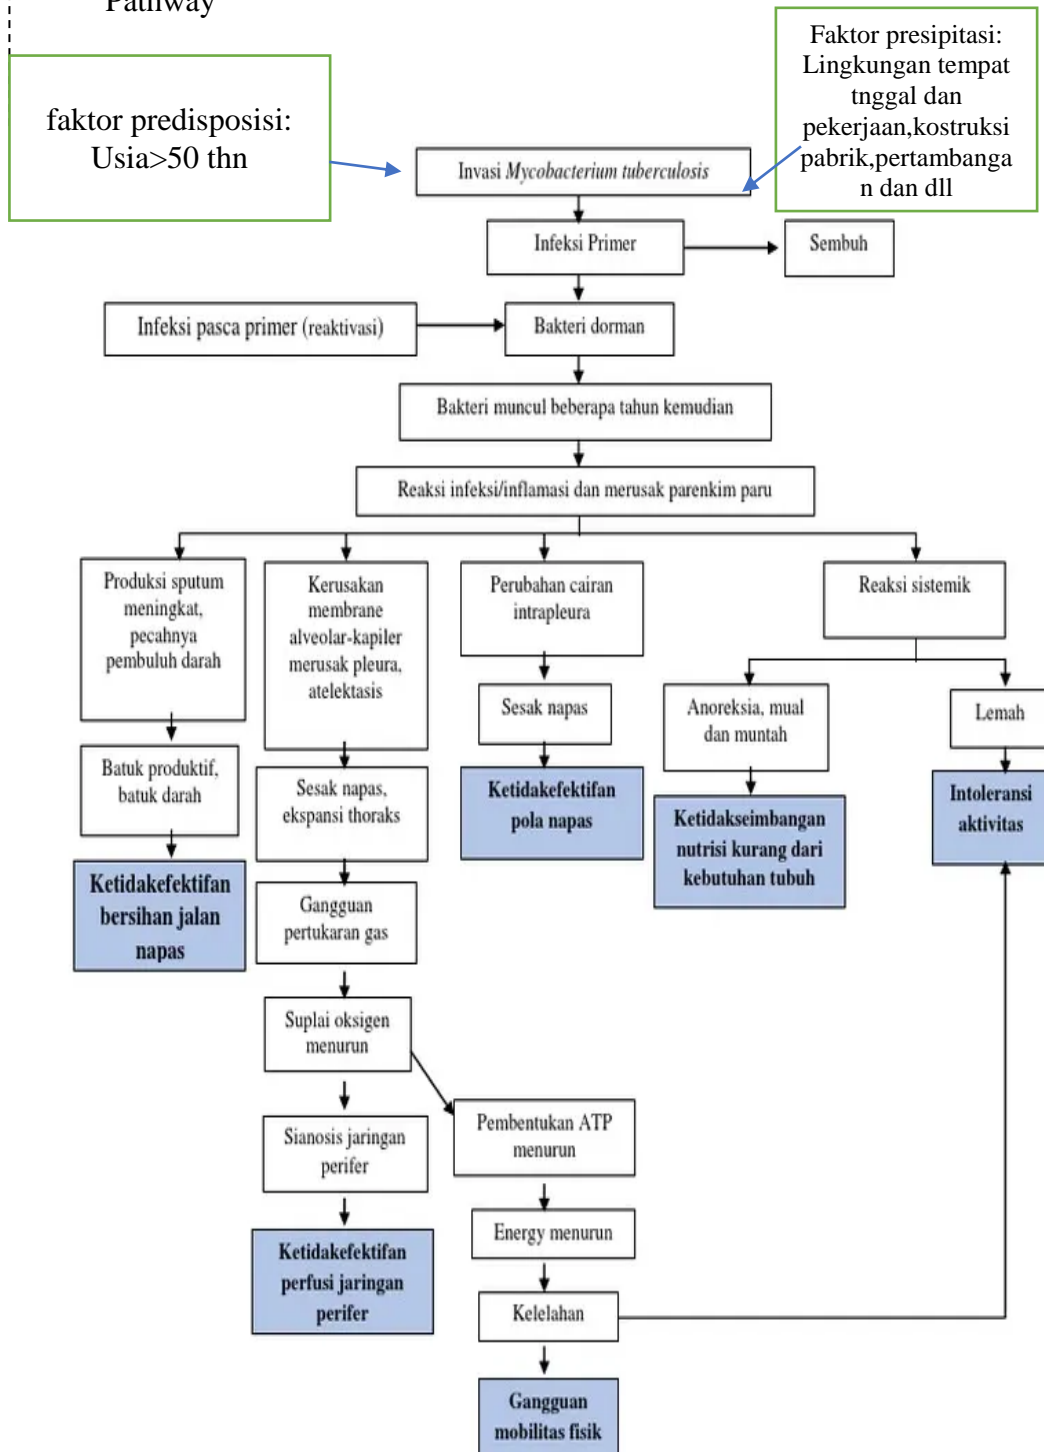 Pathway
faktor predisposisi:
Usia>50 thn
Faktor presipitasi:
Lingkungan tempat
tnggal dan
pekerjaan,kostruksi
pabrik,pertambanga
n dan dll
Invasi Mycobacterium tuberculosis
Infeksi Primer
Sembuh
Infeksi pasca primer (reaktivasi)
Bakteri dorman
Bakteri muncul beberapa tahun kemudian
Reaksi infeksi/inflamasi dan merusak parenkim paru
Produksi sputum
meningkat,
pecahnya
pembuluh darah
Kerusakan
membrane
alveolar-kapiler
merusak pleura,
atelektasis
Perubahan cairan
intrapleura
Reaksi sistemik
Sesak napas
Anoreksia, mual
dan muntah
Lemah
Batuk produktif,
batuk darah
Sesak napas,
ekspansi thoraks
Ketidakefektifan
pola napas
Ketidakseimbangan
nutrisi kurang dari
kebutuhan tubuh
Intoleransi
aktivitas
Ketidakefektifan
bersihan jalan
napas
Gangguan
pertukaran gas
Suplai oksigen
menurun
Sianosis jaringan
perifer
Pembentukan ATP
menurun
Ketidakefektifan
perfusi jaringan
perifer
Energy menurun
Kelelahan
Gangguan
mobilitas fisik